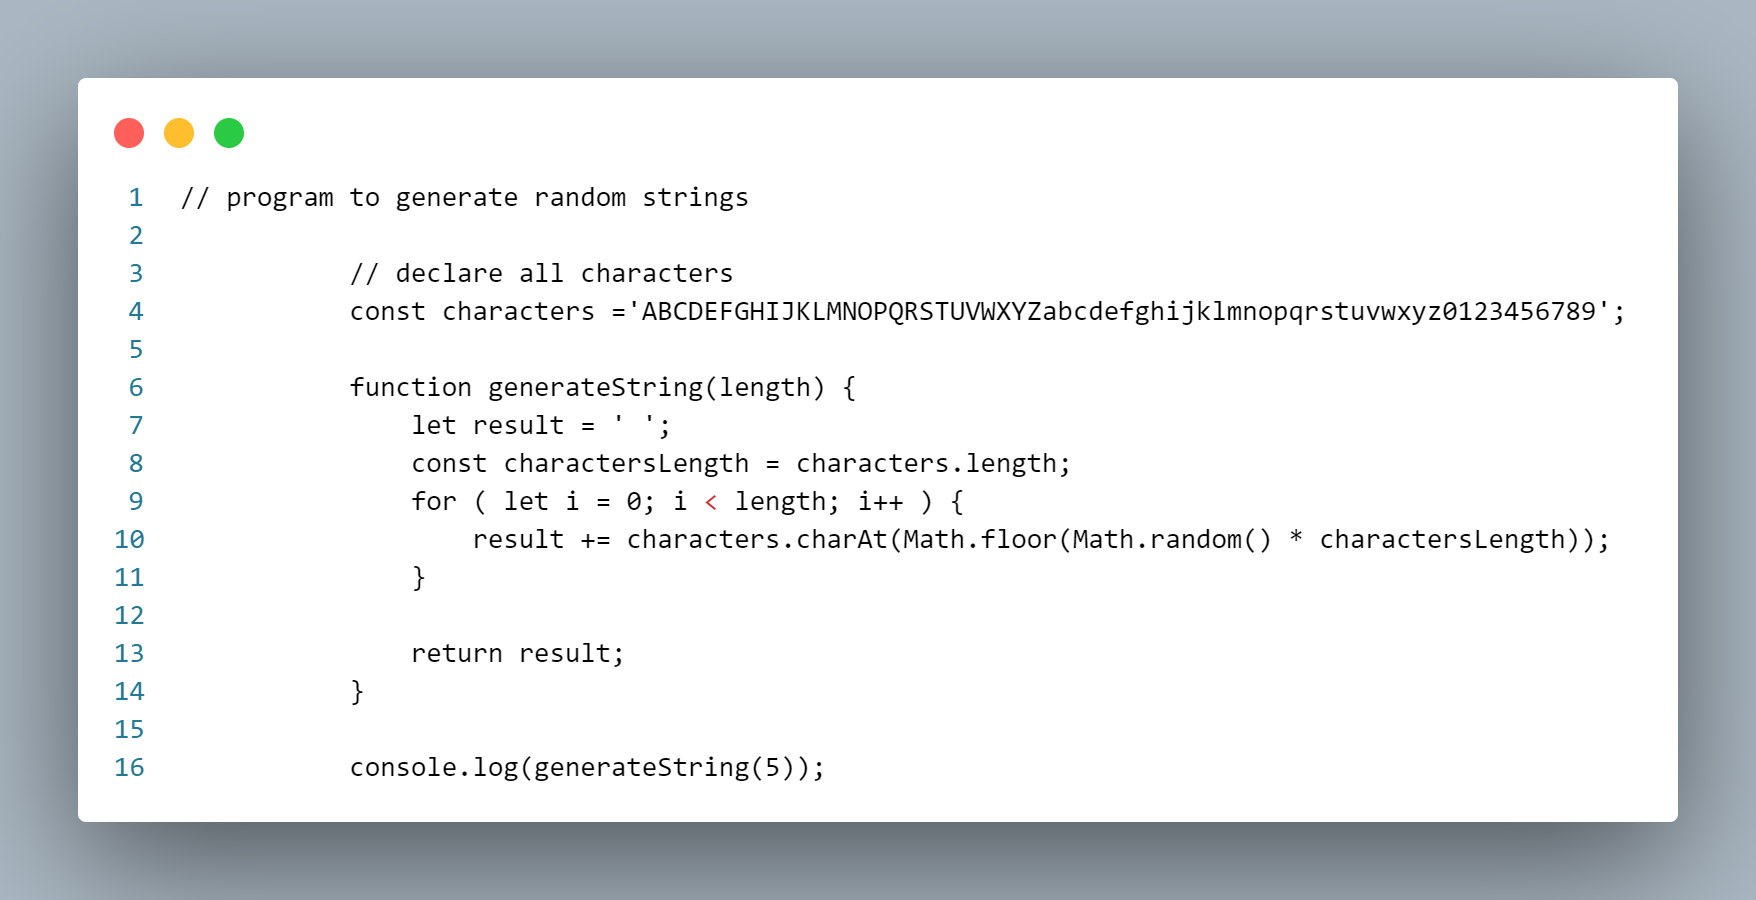 1 // program to generate random strings
2
3 // declare all characters
4 const characters ='ABCDEFGHIJKLMNOPQRSTUVWXYZabcdefghijklmnopqrstuvwxyz0123456789';
5
6 function generateString(length) {
7 let result = ' ';
8 const charactersLength = characters.length;
9 for ( let i = 0; i < length; i++ ) {
10 result += characters.charAt(Math.floor(Math.random() * charactersLength));
11 }
12
13 return result;
14 }
15
16 console.log(generateString(5));